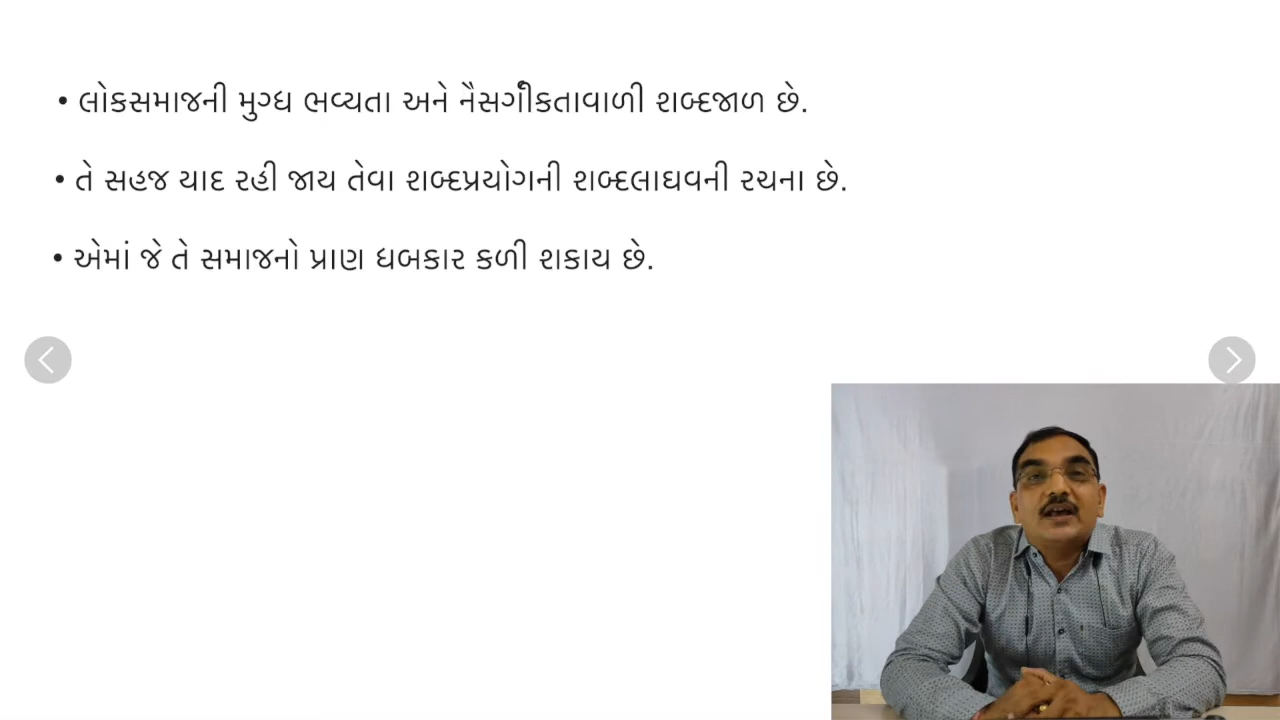 • લોકસમાજની મુગ્ધ ભવ્યતા અને નૈસર્ગીકતાવાળી શબ્દજાળ છે.
• તે સહજ યાદ રહી જાય તેવા શબ્દપ્રયોગની શબ્દલાઘવની રચના છે.
• એમાં જે તે સમાજનો પ્રાણ ધબકાર કળી શકાય છે.